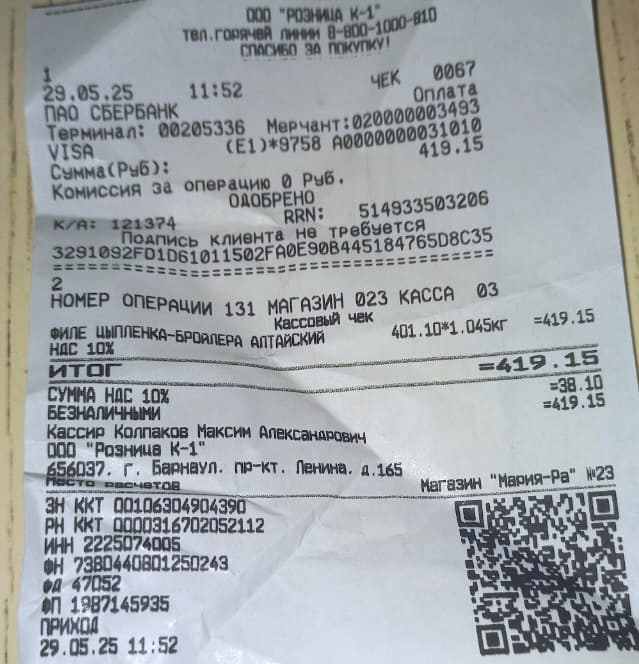 ООО "РОЗНИЦА К-1"
ТЕЛ.ГОРЯЧЕЙ ЛИНИИ 8-800-1000-810
СПАСИБО ЗА ПОКУПКУ!
1
29.05.25 11:52 ЧЕК 0067
ПАО СБЕРБАНК Оплата
Терминал: 00205336 Мерчант:020000003493
VISA (E1)*9758 A0000000031010
Сумма(Руб): 419.15
Комиссия за операцию 0 Руб.
ОДОБРЕНО
К/А: 121374 RRN: 514933503206
Подпись клиента не требуется
3291092FD1D61011502FA0E90B445184765D8C35
========================================
2
НОМЕР ОПЕРАЦИИ 131 МАГАЗИН 023 КАССА 03
Кассовый чек
ФИЛЕ ЦЫПЛЕНКА-БРОЙЛЕРА АЛТАЙСКИЙ 401.10*1.045кг =419.15
НДС 10%
ИТОГ =419.15
СУММА НДС 10% =38.10
БЕЗНАЛИЧНЫМИ =419.15
Кассир Колпаков Максим Александрович
ООО "Розница К-1"
656037, г. Барнаул, пр-кт. Ленина, д.165
Место расчетов Магазин "Мария-Ра" №23
ЗН ККТ 00106304904390
РН ККТ 0000316702052112
ИНН 2225074005
ФН 7380440801250243
ФД 47052
ФП 1987145935
ПРИХОД
29.05.25 11:52